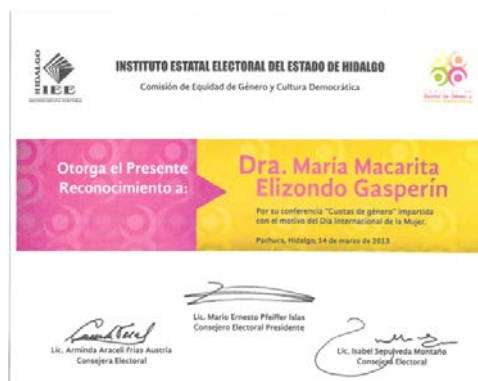 HIDALGO
IEE
INSTITUTO ESTATAL ELECTORAL DEL ESTADO DE HIDALGO
Comisión de Equidad de Género y Cultura Democrática
Otorga el Presente
Reconocimiento a:
Dra. María Macarita
Elizondo Gasperín
Por su conferencia "Cuotas de género" impartida
con el motivo del Día Internacional de la Mujer.
Pachuca, Hidalgo; 14 de marzo de 2013
Lic. Mario Ernesto Pfeiffer Islas
Consejero Electoral Presidente
Lic. Arminda Araceli Frías Austria
Consejera Electoral
Lic. Isabel Sepúlveda Montaño
Consejera Electoral